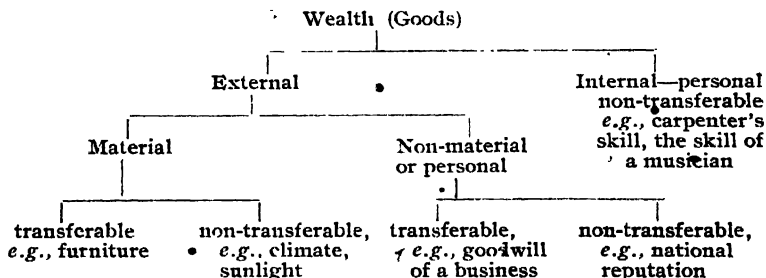 Wealth (Goods)
External
Internal—personal
non-transferable
e.g., carpenter's
skill, the skill of
a musician
Material
Non-material
or personal
transferable
e.g., furniture
non-transferable,
e.g., climate,
sunlight
transferable,
e.g., goodwill
of a business
non-transferable,
e.g., national
reputation